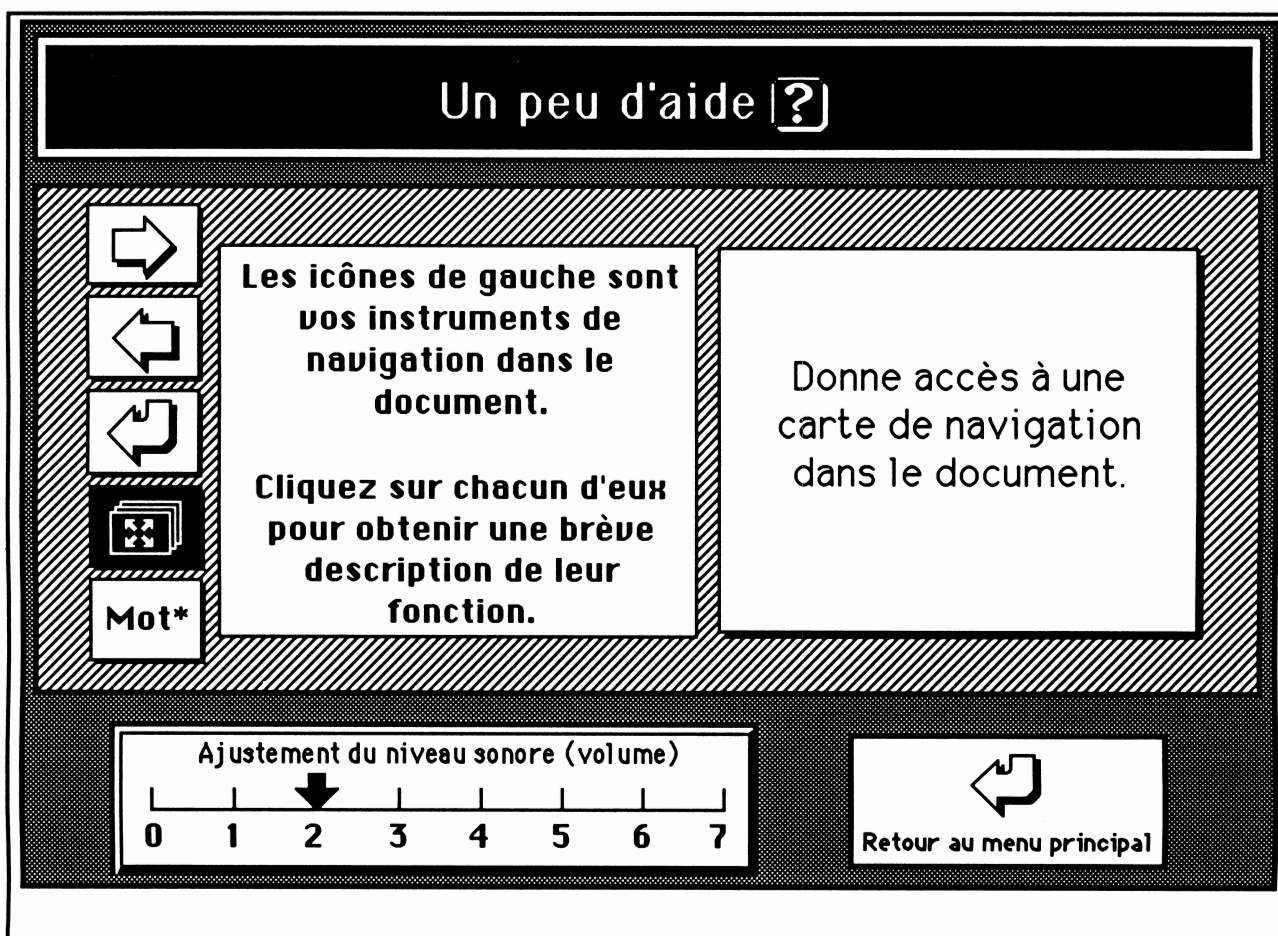 Un peu d'aide ?
Les icônes de gauche sont
vos instruments de
navigation dans le
document.
Cliquez sur chacun d'eux
pour obtenir une brève
description de leur
fonction.
Donne accès à une
carte de navigation
dans le document.
Mot*
Ajustement du niveau sonore (volume)
0 1 2 3 4 5 6 7
Retour au menu principal